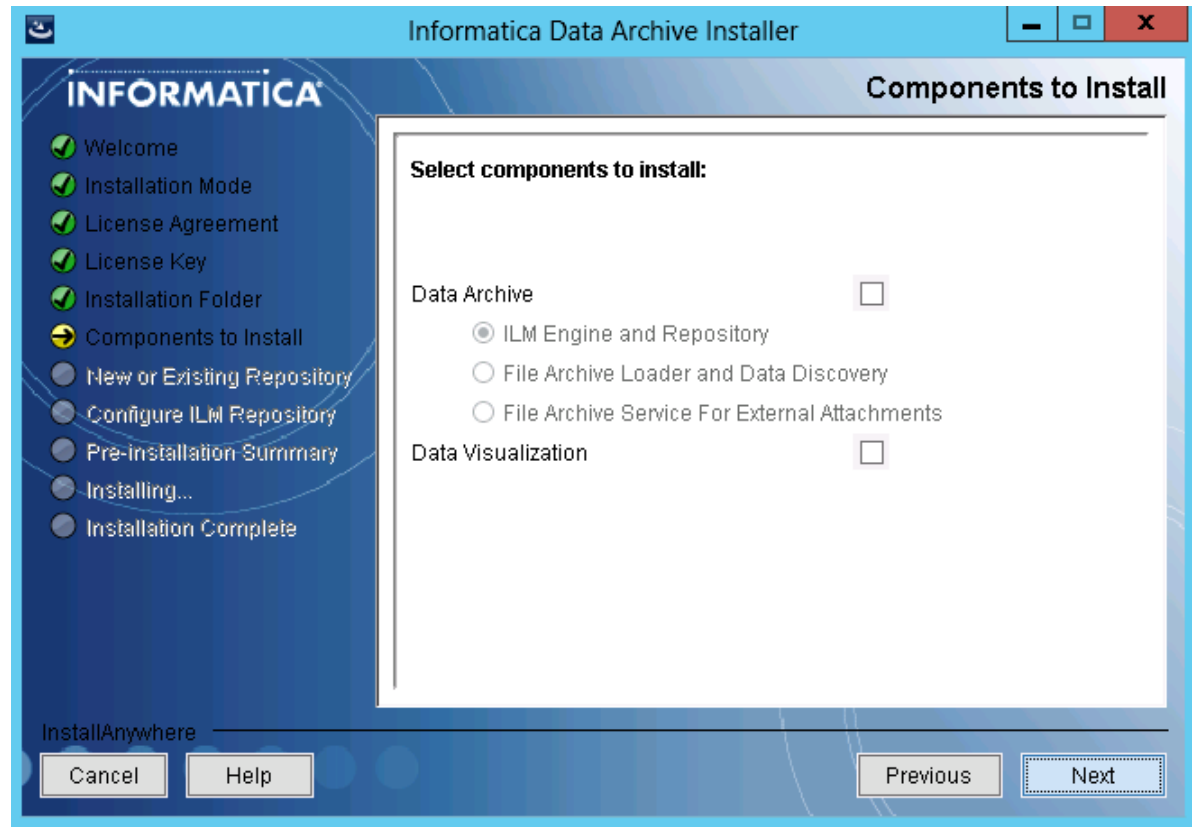 Informatica Data Archive Installer
INFORMATICA
Components to Install
Welcome
Installation Mode
License Agreement
License Key
Installation Folder
Components to Install
New or Existing Repository
Configure ILM Repository
Pre-installation Summary
Installing...
Installation Complete
Select components to install:
Data Archive
ILM Engine and Repository
File Archive Loader and Data Discovery
File Archive Service For External Attachments
Data Visualization
InstallAnywhere
Cancel
Help
Previous
Next